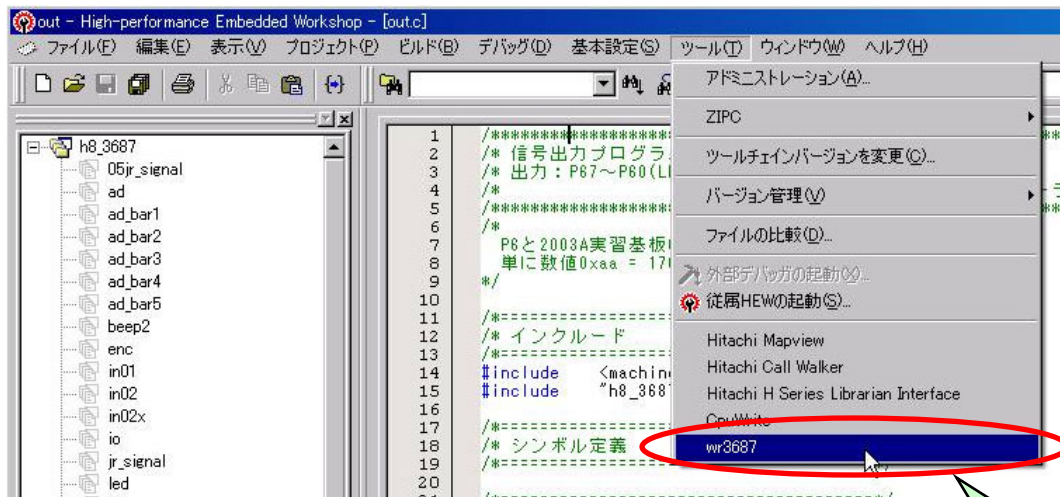 out - High-performance Embedded Workshop - [out.c]
ファイル(F) 編集(E) 表示(V) プロジェクト(P) ビルド(B) デバッグ(D) 基本設定(S) ツール(T) ウィンドウ(W) ヘルプ(H)
アドミニストレーション(A)...
ZIPC
ツールチェインバージョンを変更(C)...
バージョン管理(V)
ファイルの比較(D)...
外部デバッガの起動(X)...
従属HEWの起動(S)...
Hitachi Mapview
Hitachi Call Walker
Hitachi H Series Librarian Interface
CpuWrite
wr3687
h8_3687
05jr_signal
ad
ad_bar1
ad_bar2
ad_bar3
ad_bar4
ad_bar5
beep2
enc
in01
in02
in02x
io
jr_signal
led
1 /********************
2 /* 信号出力プログラ
3 /* 出力：P67～P60(L
4 /*
5 /********************
6 /*
7 P6と2003A実習基板
8 単に数値0xaa = 17
9 */
10
11 /*====================
12 /* インクルード
13 /*====================
14 #include <machin
15 #include "h8_368
16
17 /*====================
18 /* シンボル定義
19 /*====================
20